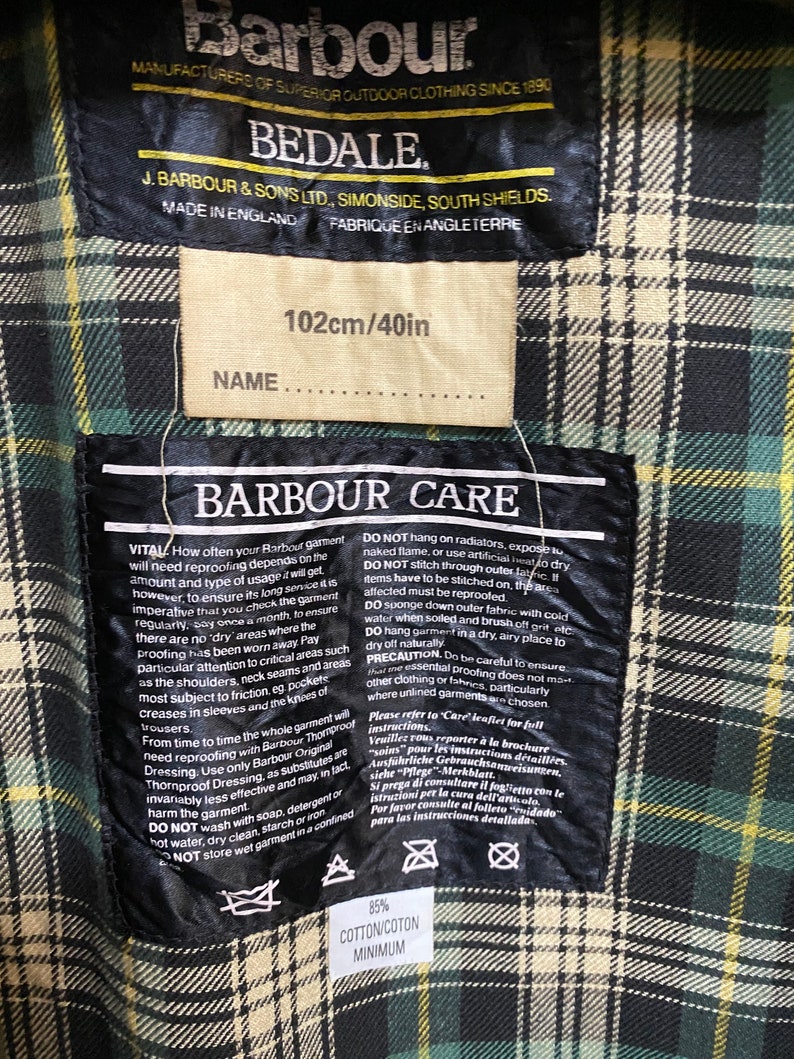 Barbour
MANUFACTURERS OF SUPERIOR OUTDOOR CLOTHING SINCE 1890
BEDALE
J. BARBOUR & SONS LTD., SIMONSIDE, SOUTH SHIELDS.
MADE IN ENGLAND FABRIQUE EN ANGLETERRE
102cm/40in
NAME..................
BARBOUR CARE
VITAL. How often your Barbour garment
will need reproofing depends on the
amount and type of usage it will get,
however, to ensure its long service it is
imperative that you check the garment
regularly, say once a month, to ensure
there are no 'dry' areas where the
proofing has been worn away. Pay
particular attention to critical areas such
as the shoulders, neck seams and areas
most subject to friction, eg. pockets,
creases in sleeves and the knees of
trousers.
From time to time the whole garment will
need reproofing with Barbour Thornproof
Dressing. Use only Barbour Original
Thornproof Dressing, as substitutes are
invariably less effective and may, in fact,
harm the garment.
DO NOT wash with soap, detergent or
hot water, dry clean, starch or iron.
DO NOT store wet garment in a confined
DO NOT hang on radiators, expose to
naked flame, or use artificial heat to dry.
DO NOT stitch through outer fabric. If
items have to be stitched on, the area
affected must be reproofed.
DO sponge down outer fabric with cold
water when soiled and brush off grit, etc.
DO hang garment in a dry, airy place to
dry off naturally.
PRECAUTION. Do be careful to ensure
that the essential proofing does not mar
other clothing or fabrics, particularly
where unlined garments are chosen.
Please refer to 'Care' leaflet for full
instructions.
Veuillez vous reporter à la brochure
"soins" pour les instructions détaillées.
Ausführliche Gebrauchsanweisungen,
siehe "Pflege"-Merkblatt.
Si prega di consultare il foglietto con le
istruzioni per la cura dell'articolo.
Por favor consulte al folleto "cuidado"
para las instrucciones detalladas.
85%
COTTON/COTON
MINIMUM